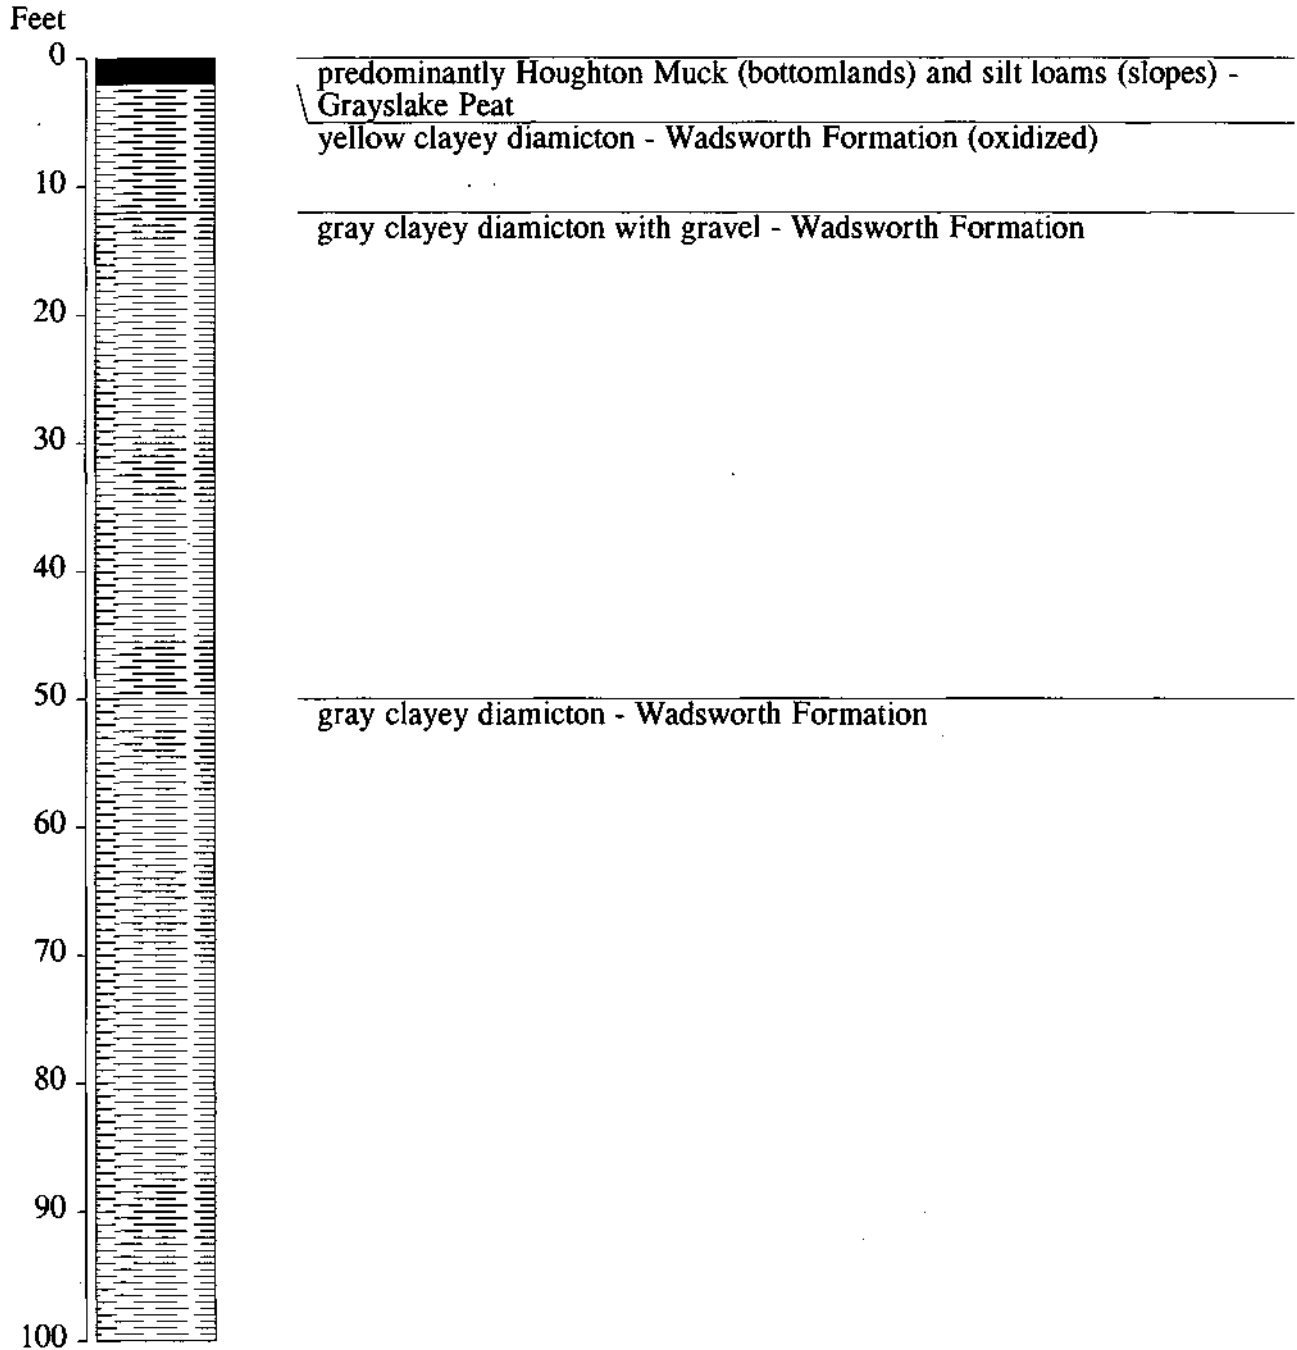 Feet
0
predominantly Houghton Muck (bottomlands) and silt loams (slopes) -
Grayslake Peat
yellow clayey diamicton - Wadsworth Formation (oxidized)
10
gray clayey diamicton with gravel - Wadsworth Formation
20
30
40
50
gray clayey diamicton - Wadsworth Formation
60
70
80
90
100